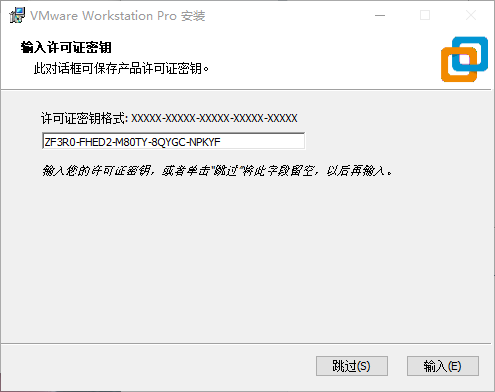 VMware Workstation Pro 安装
输入许可证密钥
此对话框可保存产品许可证密钥。
许可证密钥格式: XXXXX-XXXXX-XXXXX-XXXXX-XXXXX
ZF3R0-FHED2-M80TY-8QYGC-NPKYF
输入您的许可证密钥，或者单击"跳过"将此字段留空，以后再输入。
跳过(S) 输入(E)